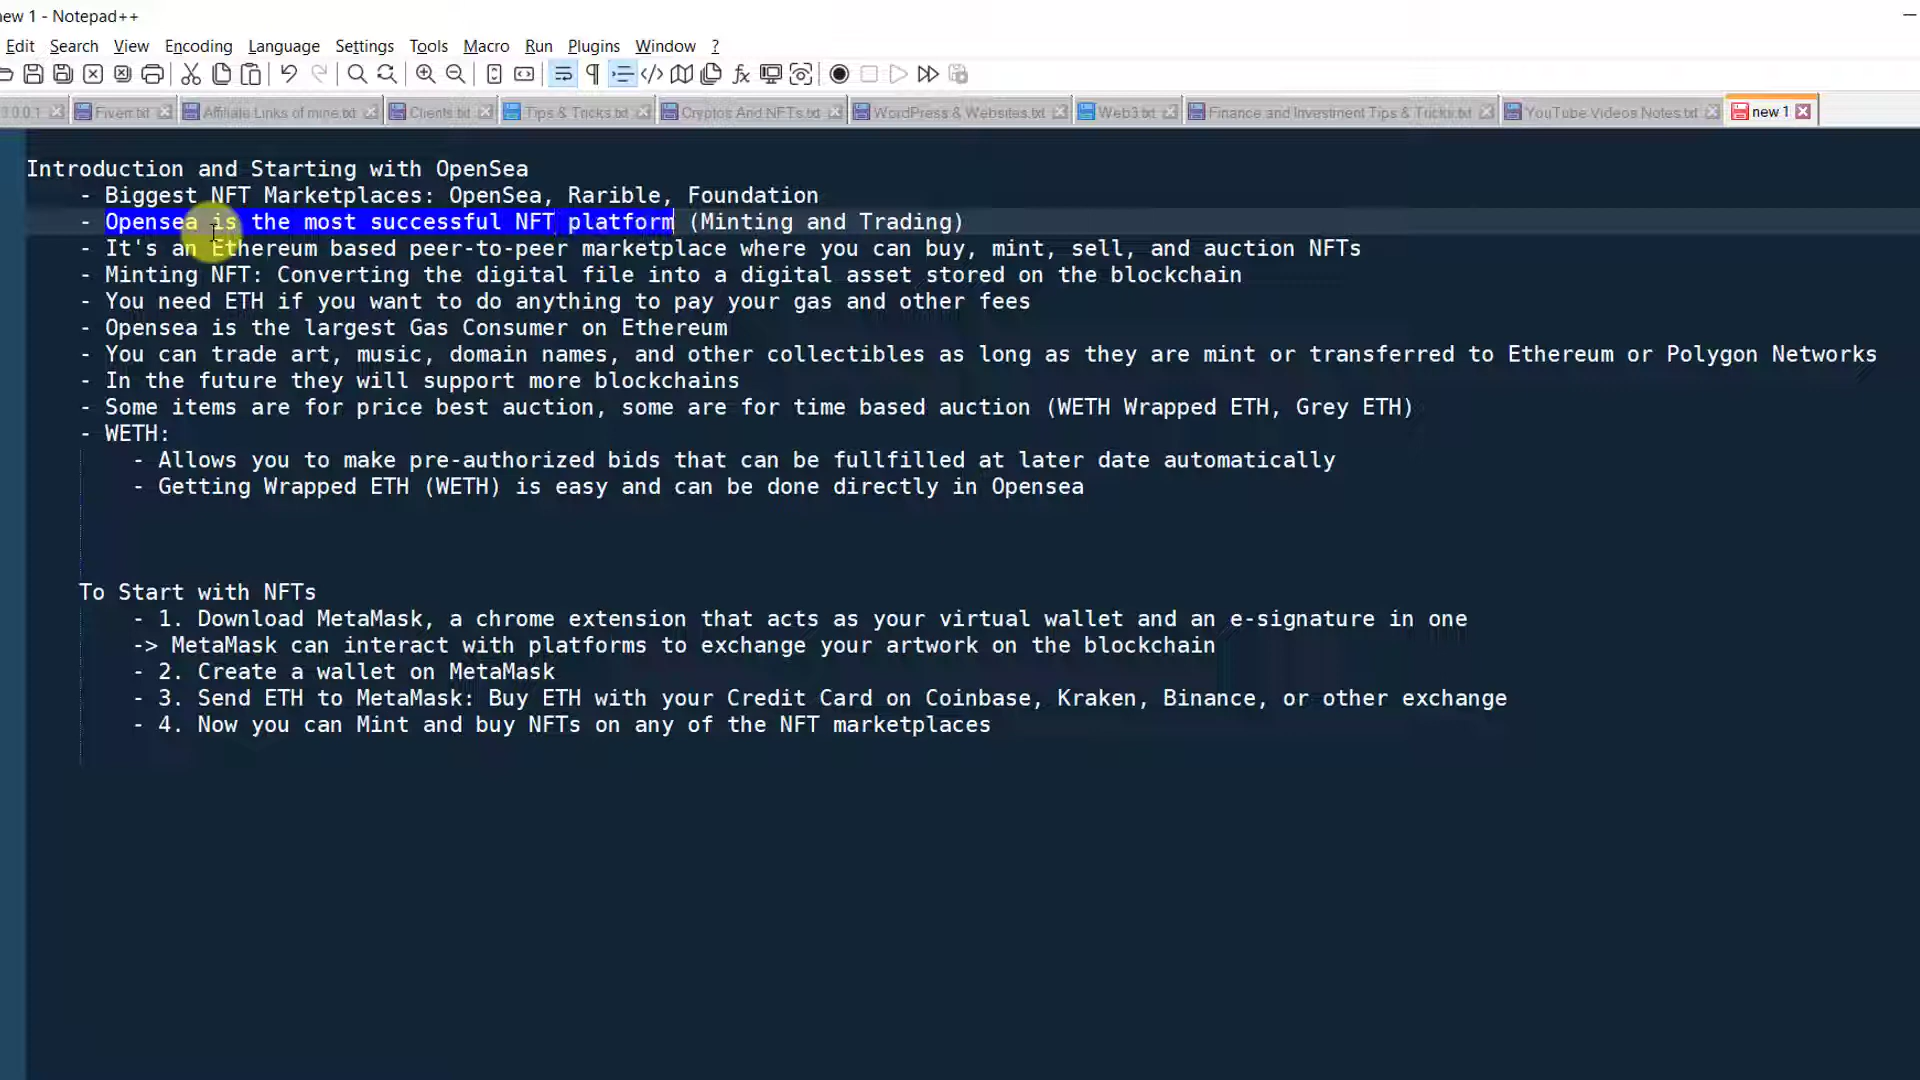 new 1 - Notepad++
Edit Search View Encoding Language Settings Tools Macro Run Plugins Window ?
3.0.0.1 Fiverr.txt Affiliate Links of mine.txt Clients.txt Tips & Tricks.txt Cryptos And NFTs.txt WordPress & Websites.txt Web3.txt Finance and Investment Tips & Tricks.txt YouTube Videos Notes.txt new 1
Introduction and Starting with OpenSea
- Biggest NFT Marketplaces: OpenSea, Rarible, Foundation
- Opensea is the most successful NFT platform (Minting and Trading)
- It's an Ethereum based peer-to-peer marketplace where you can buy, mint, sell, and auction NFTs
- Minting NFT: Converting the digital file into a digital asset stored on the blockchain
- You need ETH if you want to do anything to pay your gas and other fees
- Opensea is the largest Gas Consumer on Ethereum
- You can trade art, music, domain names, and other collectibles as long as they are mint or transferred to Ethereum or Polygon Networks
- In the future they will support more blockchains
- Some items are for price best auction, some are for time based auction (WETH Wrapped ETH, Grey ETH)
- WETH:
- Allows you to make pre-authorized bids that can be fullfilled at later date automatically
- Getting Wrapped ETH (WETH) is easy and can be done directly in Opensea
To Start with NFTs
- 1. Download MetaMask, a chrome extension that acts as your virtual wallet and an e-signature in one
-> MetaMask can interact with platforms to exchange your artwork on the blockchain
- 2. Create a wallet on MetaMask
- 3. Send ETH to MetaMask: Buy ETH with your Credit Card on Coinbase, Kraken, Binance, or other exchange
- 4. Now you can Mint and buy NFTs on any of the NFT marketplaces